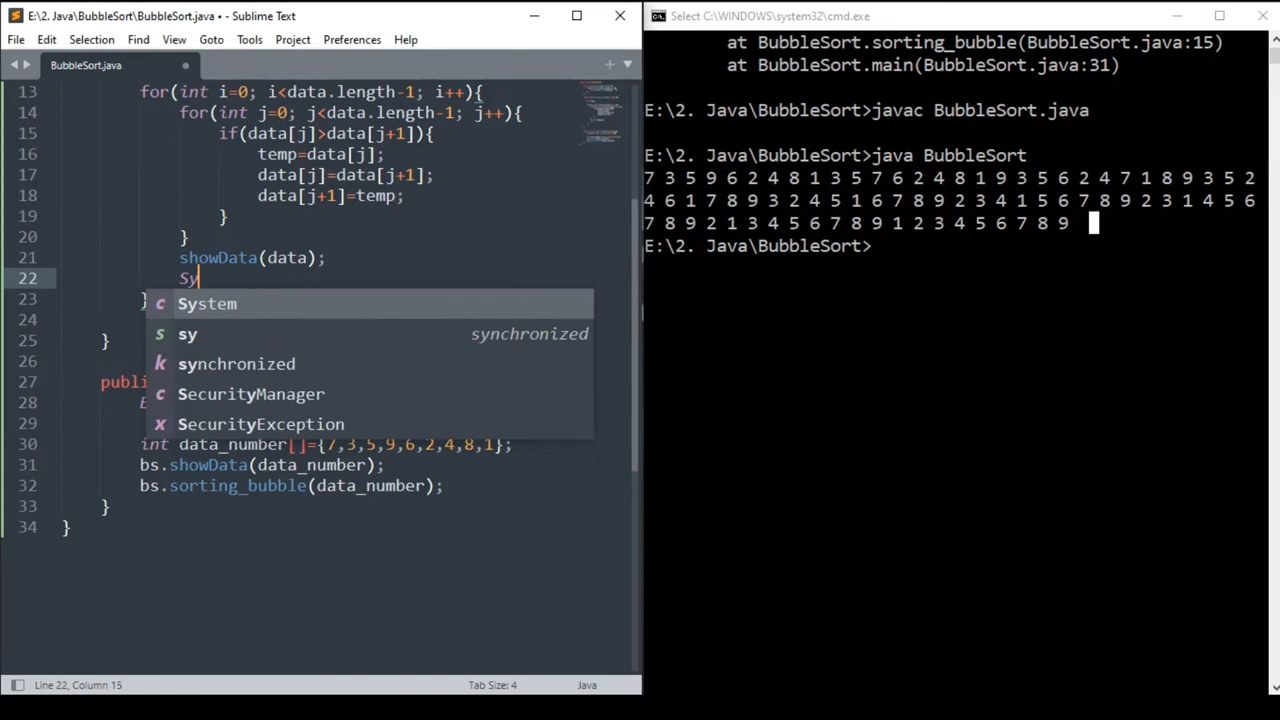 E:\2. Java\BubbleSort\BubbleSort.java • - Sublime Text
File Edit Selection Find View Goto Tools Project Preferences Help
BubbleSort.java
13 for(int i=0; i<data.length-1; i++){
14 for(int j=0; j<data.length-1; j++){
15 if(data[j]>data[j+1]){
16 temp=data[j];
17 data[j]=data[j+1];
18 data[j+1]=temp;
19 }
20 }
21 showData(data);
22 Sy
23 }
c System
s sy synchronized
k synchronized
c SecurityManager
x SecurityException
24
25 }
26
27 publi
28
29
30 int data_number[]={7,3,5,9,6,2,4,8,1};
31 bs.showData(data_number);
32 bs.sorting_bubble(data_number);
33 }
34 }
Line 22, Column 15 Tab Size: 4 Java
Select C:\WINDOWS\system32\cmd.exe
at BubbleSort.sorting_bubble(BubbleSort.java:15)
at BubbleSort.main(BubbleSort.java:31)
E:\2. Java\BubbleSort>javac BubbleSort.java
E:\2. Java\BubbleSort>java BubbleSort
7 3 5 9 6 2 4 8 1 3 5 7 6 2 4 8 1 9 3 5 6 2 4 7 1 8 9 3 5 2
4 6 1 7 8 9 3 2 4 5 1 6 7 8 9 2 3 4 1 5 6 7 8 9 2 3 1 4 5 6
7 8 9 2 1 3 4 5 6 7 8 9 1 2 3 4 5 6 7 8 9
E:\2. Java\BubbleSort>